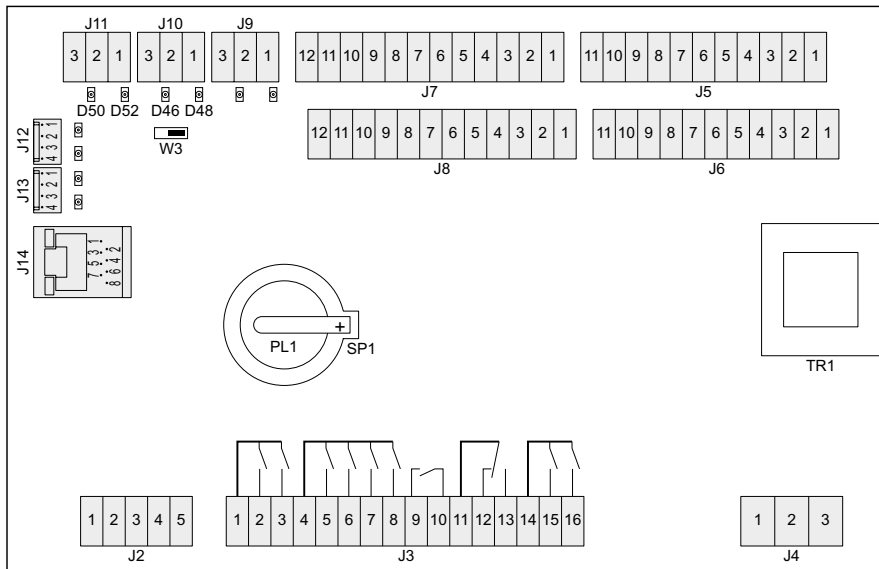 J11 J10 J9
3 2 1 3 2 1 3 2 1 12 11 10 9 8 7 6 5 4 3 2 1 11 10 9 8 7 6 5 4 3 2 1
J7 J5
D50 D52 D46 D48
W3
12 11 10 9 8 7 6 5 4 3 2 1 11 10 9 8 7 6 5 4 3 2 1
J8 J6
J12
4 3 2 1
J13
4 3 2 1
J14
7 5 3 1
8 6 4 2
+
PL1 SP1
TR1
1 2 3 4 5 1 2 3 4 5 6 7 8 9 10 11 12 13 14 15 16 1 2 3
J2 J3 J4